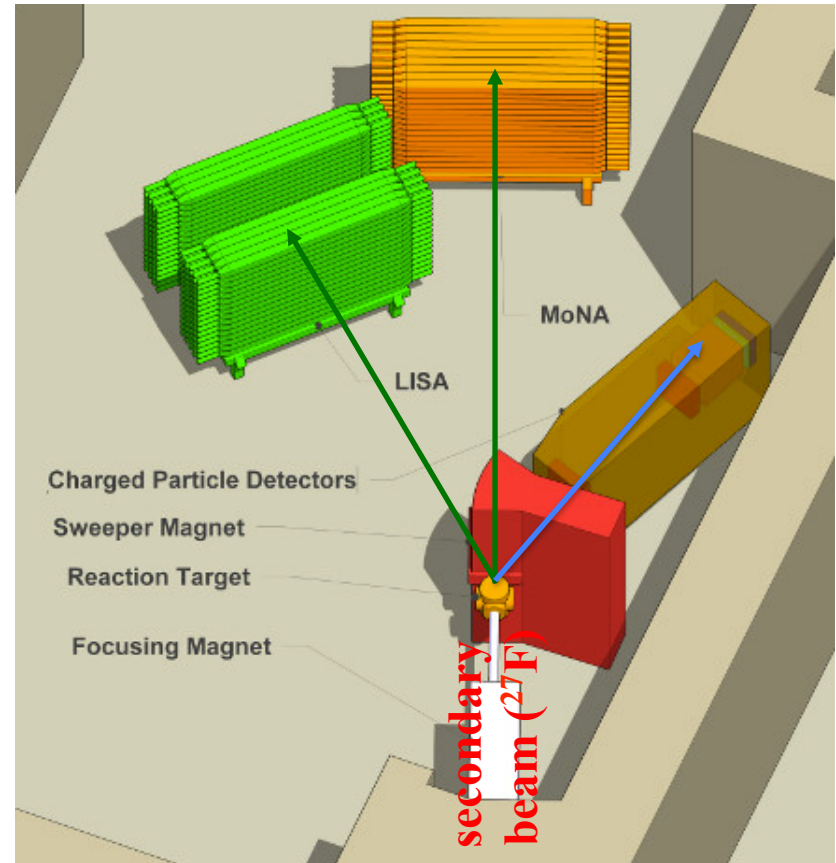 MoNA
LISA
Charged Particle Detectors
Sweeper Magnet
Reaction Target
Focusing Magnet
secondary
beam (²⁷F)